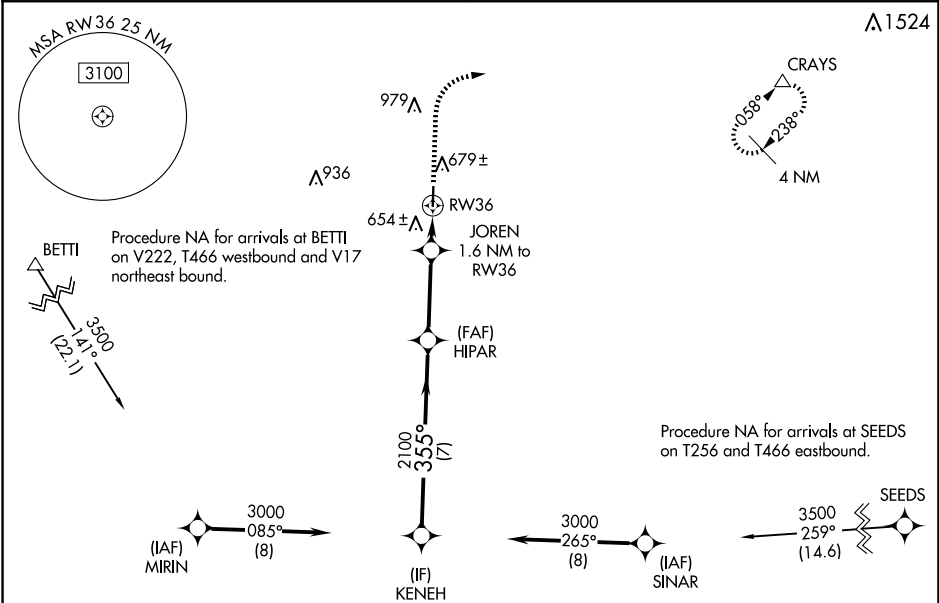 MSA RW36 25 NM
3100
1524
CRAYS
058°
238°
4 NM
979
679±
936
RW36
654±
JOREN
1.6 NM to
RW36
BETTI
Procedure NA for arrivals at BETTI
on V222, T466 westbound and V17
northeast bound.
3500
141°
(22.1)
(FAF)
HIPAR
2100
355°
(7)
Procedure NA for arrivals at SEEDS
on T256 and T466 eastbound.
SEEDS
3500
259°
(14.6)
3000
085°
(8)
(IAF)
MIRIN
(IF)
KENEH
3000
265°
(8)
(IAF)
SINAR